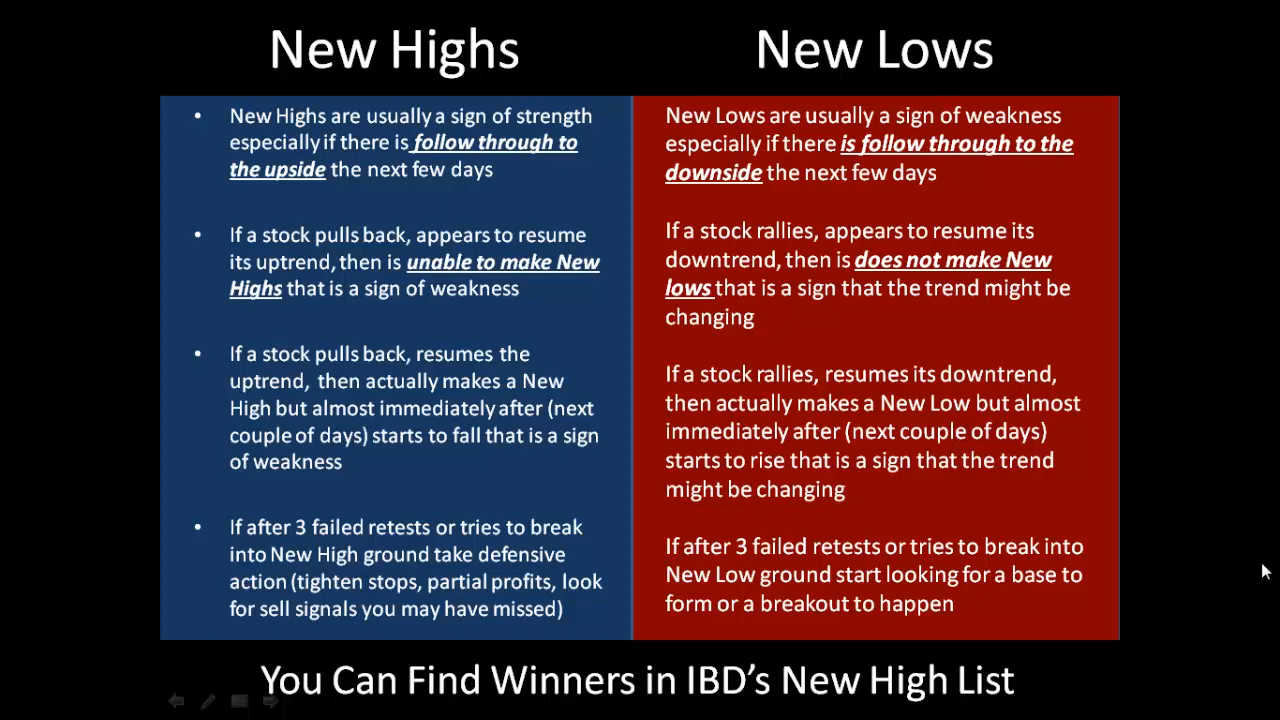 New Highs
New Lows
• New Highs are usually a sign of strength
especially if there is follow through to
the upside the next few days
• If a stock pulls back, appears to resume
its uptrend, then is unable to make New
Highs that is a sign of weakness
• If a stock pulls back, resumes the
uptrend, then actually makes a New
High but almost immediately after (next
couple of days) starts to fall that is a sign
of weakness
• If after 3 failed retests or tries to break
into New High ground take defensive
action (tighten stops, partial profits, look
for sell signals you may have missed)
New Lows are usually a sign of weakness
especially if there is follow through to the
downside the next few days
If a stock rallies, appears to resume its
downtrend, then is does not make New
lows that is a sign that the trend might be
changing
If a stock rallies, resumes its downtrend,
then actually makes a New Low but almost
immediately after (next couple of days)
starts to rise that is a sign that the trend
might be changing
If after 3 failed retests or tries to break into
New Low ground start looking for a base to
form or a breakout to happen
You Can Find Winners in IBD's New High List